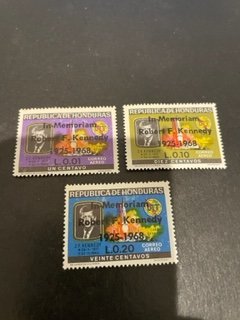 REPUBLICA DE HONDURAS
In Memoriam
Robert F. Kennedy
1925-1968
L.0.01
CORREO
AEREO
UN CENTAVO
REPUBLICA DE HONDURAS
In Memoriam
Robert F. Kennedy
1925-1968
L.0.10
CORREO
AEREO
DIEZ CENTAVOS
REPUBLICA DE HONDURAS
In Memoriam
Robert F. Kennedy
1925-1968
L.0.20
CORREO
AEREO
VEINTE CENTAVOS